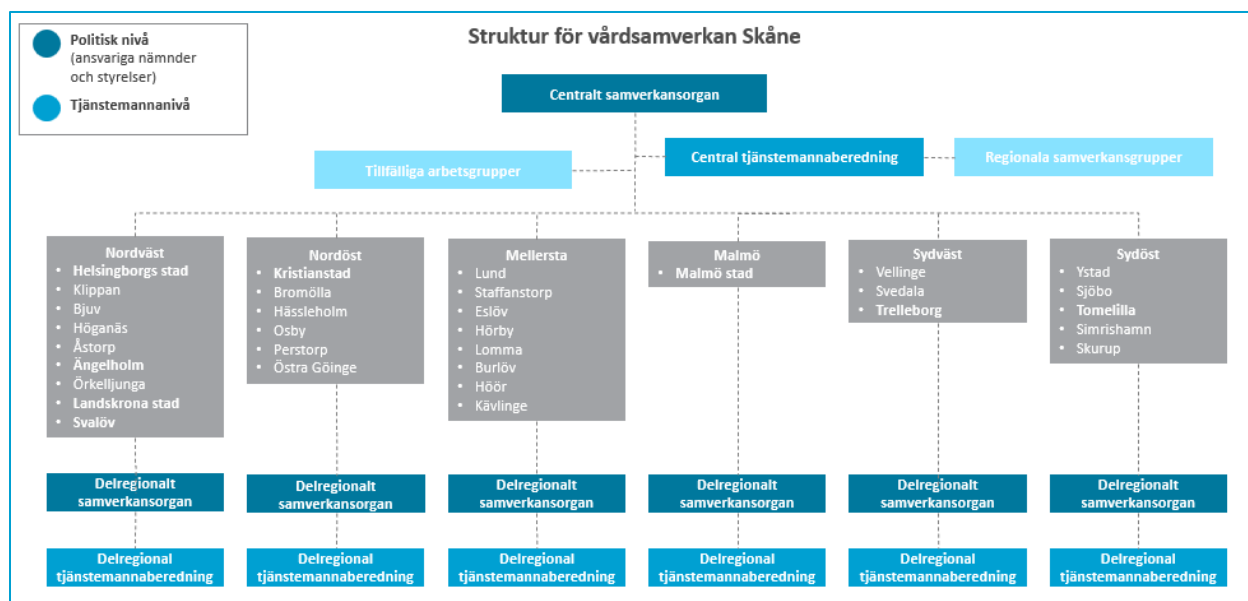 Politisk nivå
(ansvariga nämnder
och styrelser)
Tjänstemannanivå
Struktur för vårdsamverkan Skåne
Centralt samverkansorgan
Tillfälliga arbetsgrupper
Central tjänstemannaberedning
Regionala samverkansgrupper
Nordväst
• Helsingborgs stad
• Klippan
• Bjuv
• Höganäs
• Åstorp
• Ängelholm
• Örkelljunga
• Landskrona stad
• Svalöv
Nordöst
• Kristianstad
• Bromölla
• Hässleholm
• Osby
• Perstorp
• Östra Göinge
Mellersta
• Lund
• Staffanstorp
• Eslöv
• Hörby
• Lomma
• Burlöv
• Höör
• Kävlinge
Malmö
• Malmö stad
Sydväst
• Vellinge
• Svedala
• Trelleborg
Sydöst
• Ystad
• Sjöbo
• Tomelilla
• Simrishamn
• Skurup
Delregionalt
samverkansorgan
Delregionalt
samverkansorgan
Delregionalt
samverkansorgan
Delregionalt
samverkansorgan
Delregionalt
samverkansorgan
Delregionalt
samverkansorgan
Delregional
tjänstemannaberedning
Delregional
tjänstemannaberedning
Delregional
tjänstemannaberedning
Delregional
tjänstemannaberedning
Delregional
tjänstemannaberedning
Delregional
tjänstemannaberedning